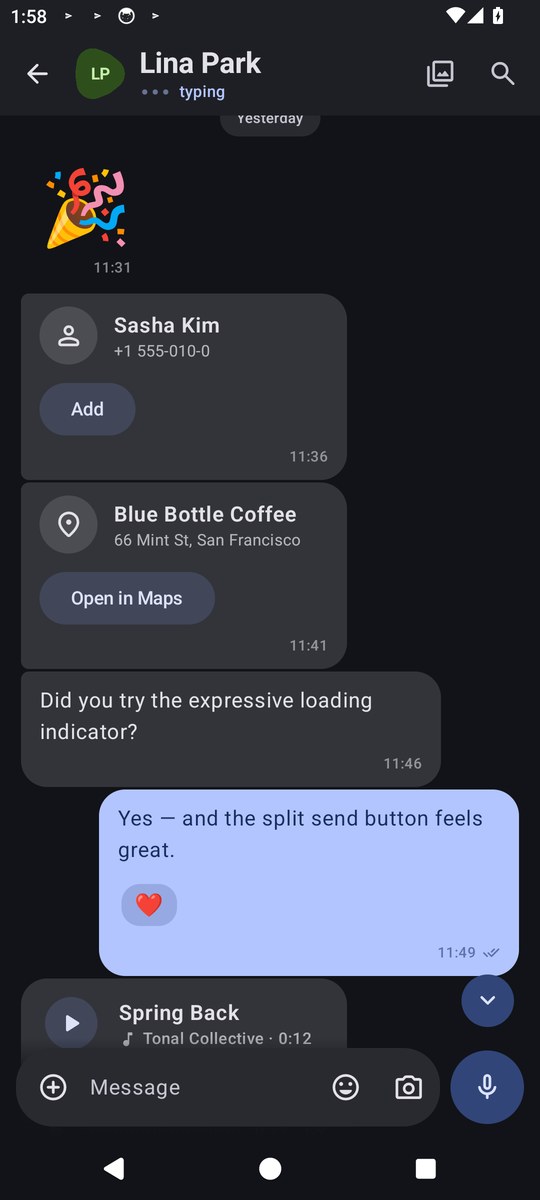 1:58
LP
Lina Park
typing
Yesterday
11:31
Sasha Kim
+1 555-010-0
Add
11:36
Blue Bottle Coffee
66 Mint St, San Francisco
Open in Maps
11:41
Did you try the expressive loading
indicator?
11:46
Yes — and the split send button feels
great.
11:49
Spring Back
Tonal Collective · 0:12
Message